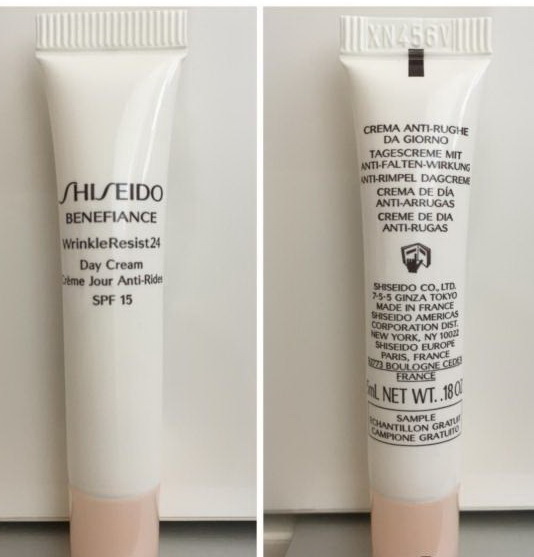 SHISEIDO
BENEFIANCE
WrinkleResist24
Day Cream
Crème Jour Anti-Rides
SPF 15
XN456V
CREMA ANTI-RUGHE
DA GIORNO
TAGESCREME MIT
ANTI-FALTEN-WIRKUNG
ANTI-RIMPEL DAGCREME
CREMA DE DÍA
ANTI-ARRUGAS
CREME DE DIA
ANTI-RUGAS
SHISEIDO CO., LTD.
7-5-5 GINZA TOKYO
MADE IN FRANCE
SHISEIDO AMERICAS
CORPORATION DIST.
NEW YORK, NY 10022
SHISEIDO EUROPE
PARIS, FRANCE
BOULOGNE CEDEX
FRANCE
mL NET WT. .18 OZ
SAMPLE
ECHANTILLON GRATUIT
CAMPIONE GRATUITO